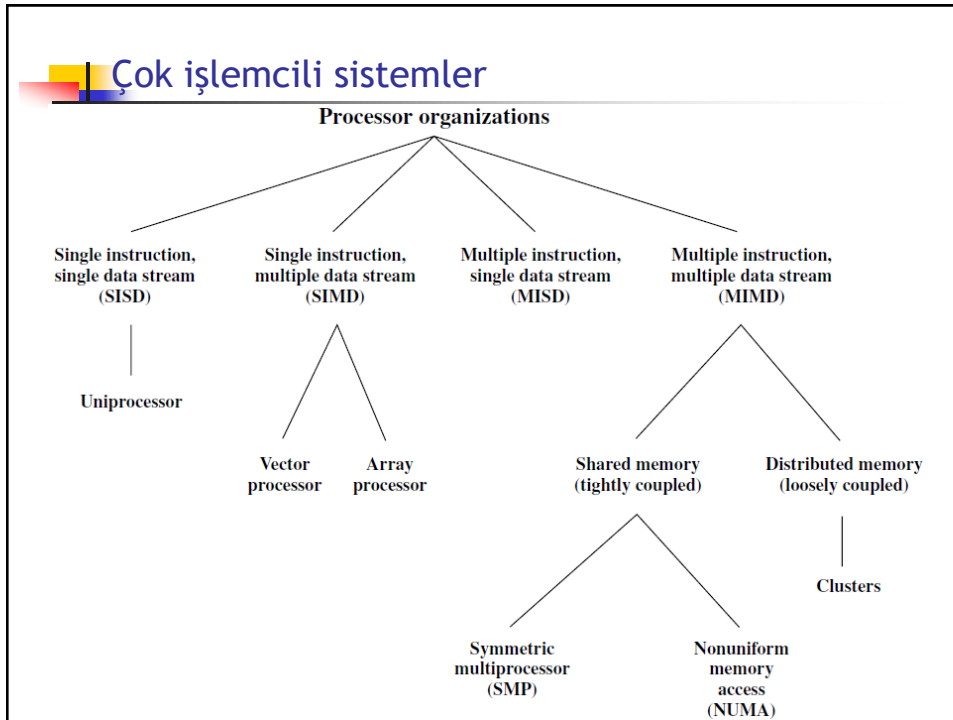 Çok işlemcili sistemler
Processor organizations
Single instruction,
single data stream
(SISD)
Single instruction,
multiple data stream
(SIMD)
Multiple instruction,
single data stream
(MISD)
Multiple instruction,
multiple data stream
(MIMD)
Uniprocessor
Vector
processor
Array
processor
Shared memory
(tightly coupled)
Distributed memory
(loosely coupled)
Clusters
Symmetric
multiprocessor
(SMP)
Nonuniform
memory
access
(NUMA)